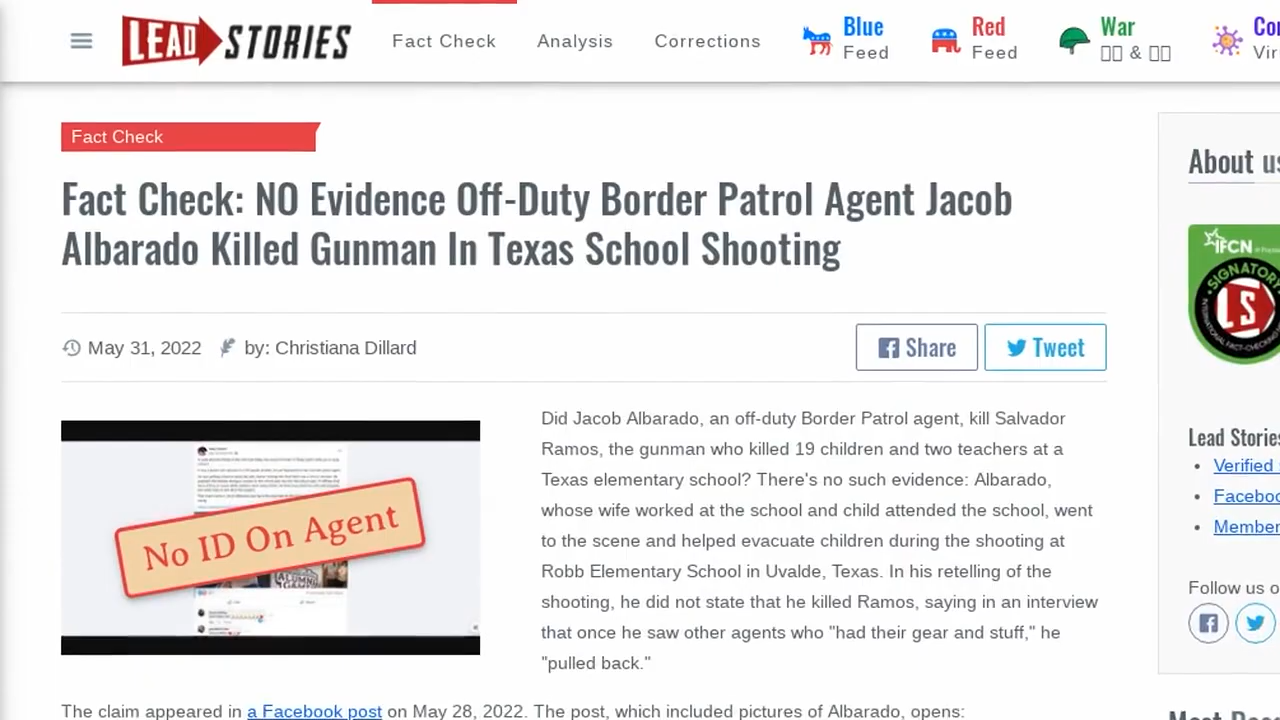 LEAD STORIES
Fact Check
Analysis
Corrections
Blue
Feed
Red
Feed
War
&
Fact Check
Fact Check: NO Evidence Off-Duty Border Patrol Agent Jacob
Albarado Killed Gunman In Texas School Shooting
May 31, 2022 by: Christiana Dillard
Share
Tweet
No ID On Agent
Did Jacob Albarado, an off-duty Border Patrol agent, kill Salvador
Ramos, the gunman who killed 19 children and two teachers at a
Texas elementary school? There's no such evidence: Albarado,
whose wife worked at the school and child attended the school, went
to the scene and helped evacuate children during the shooting at
Robb Elementary School in Uvalde, Texas. In his retelling of the
shooting, he did not state that he killed Ramos, saying in an interview
that once he saw other agents who "had their gear and stuff," he
"pulled back."
The claim appeared in a Facebook post on May 28, 2022. The post, which included pictures of Albarado, opens:
About us
IFCN
SIGNATORY
LS
Lead Stories
Verified
Member
Follow us